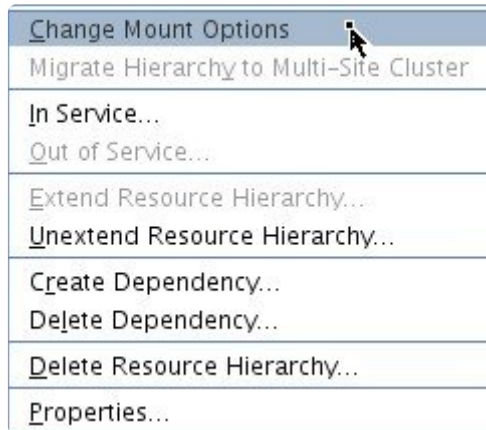 Change Mount Options
Migrate Hierarchy to Multi-Site Cluster
In Service...
Out of Service...
Extend Resource Hierarchy...
Unextend Resource Hierarchy...
Create Dependency...
Delete Dependency...
Delete Resource Hierarchy...
Properties...